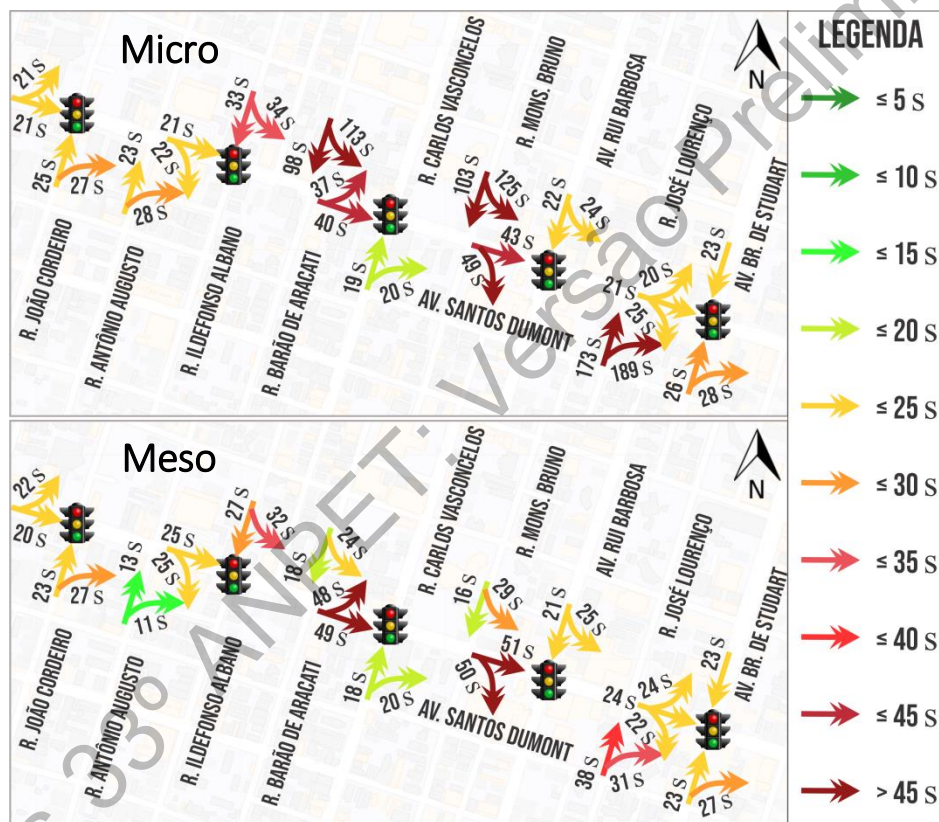 Micro
21 S
21 S
25 S
27 S
23 S
28 S
21 S
22 S
33 S
34 S
98 S
113 S
37 S
40 S
19 S
20 S
103 S
125 S
43 S
49 S
22 S
24 S
21 S
20 S
25 S
173 S
189 S
23 S
26 S
28 S
R. JOÃO CORDEIRO
R. ANTÔNIO AUGUSTO
R. ILDEFONSO ALBANO
R. BARÃO DE ARACATI
R. CARLOS VASCONCELOS
R. MONS. BRUNO
AV. RUI BARBOSA
R. JOSÉ LOURENÇO
AV. BR. DE STUDART
AV. SANTOS DUMONT
N
Meso
22 S
20 S
23 S
27 S
13 S
11 S
25 S
25 S
27 S
32 S
18 S
24 S
48 S
49 S
18 S
20 S
16 S
29 S
51 S
50 S
21 S
25 S
24 S
24 S
22 S
38 S
31 S
23 S
23 S
27 S
R. JOÃO CORDEIRO
R. ANTÔNIO AUGUSTO
R. ILDEFONSO ALBANO
R. BARÃO DE ARACATI
R. CARLOS VASCONCELOS
R. MONS. BRUNO
AV. RUI BARBOSA
R. JOSÉ LOURENÇO
AV. BR. DE STUDART
AV. SANTOS DUMONT
N
LEGENDA
≤ 5 S
≤ 10 S
≤ 15 S
≤ 20 S
≤ 25 S
≤ 30 S
≤ 35 S
≤ 40 S
≤ 45 S
> 45 S
33º ANPET: Versão Prelimi